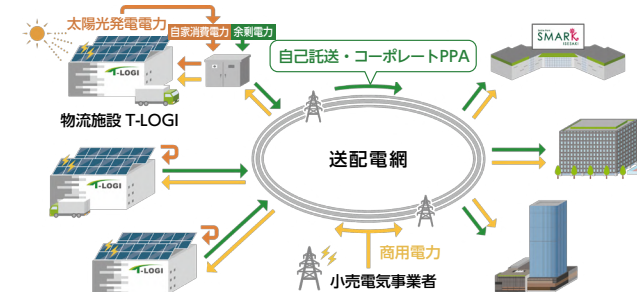 太陽光発電電力
自家消費電力
余剰電力
自己託送・コーポレートPPA
SMARK
ISESAKI
T-LOGI
物流施設 T-LOGI
送配電網
T-LOGI
T-LOGI
商用電力
小売電気事業者